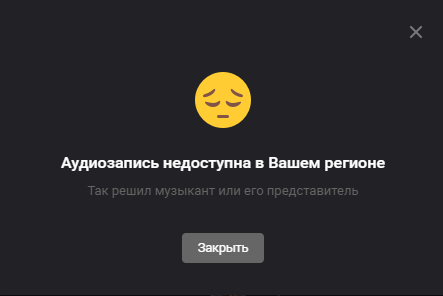 Аудиозапись недоступна в Вашем регионе
Так решил музыкант или его представитель
Закрыть